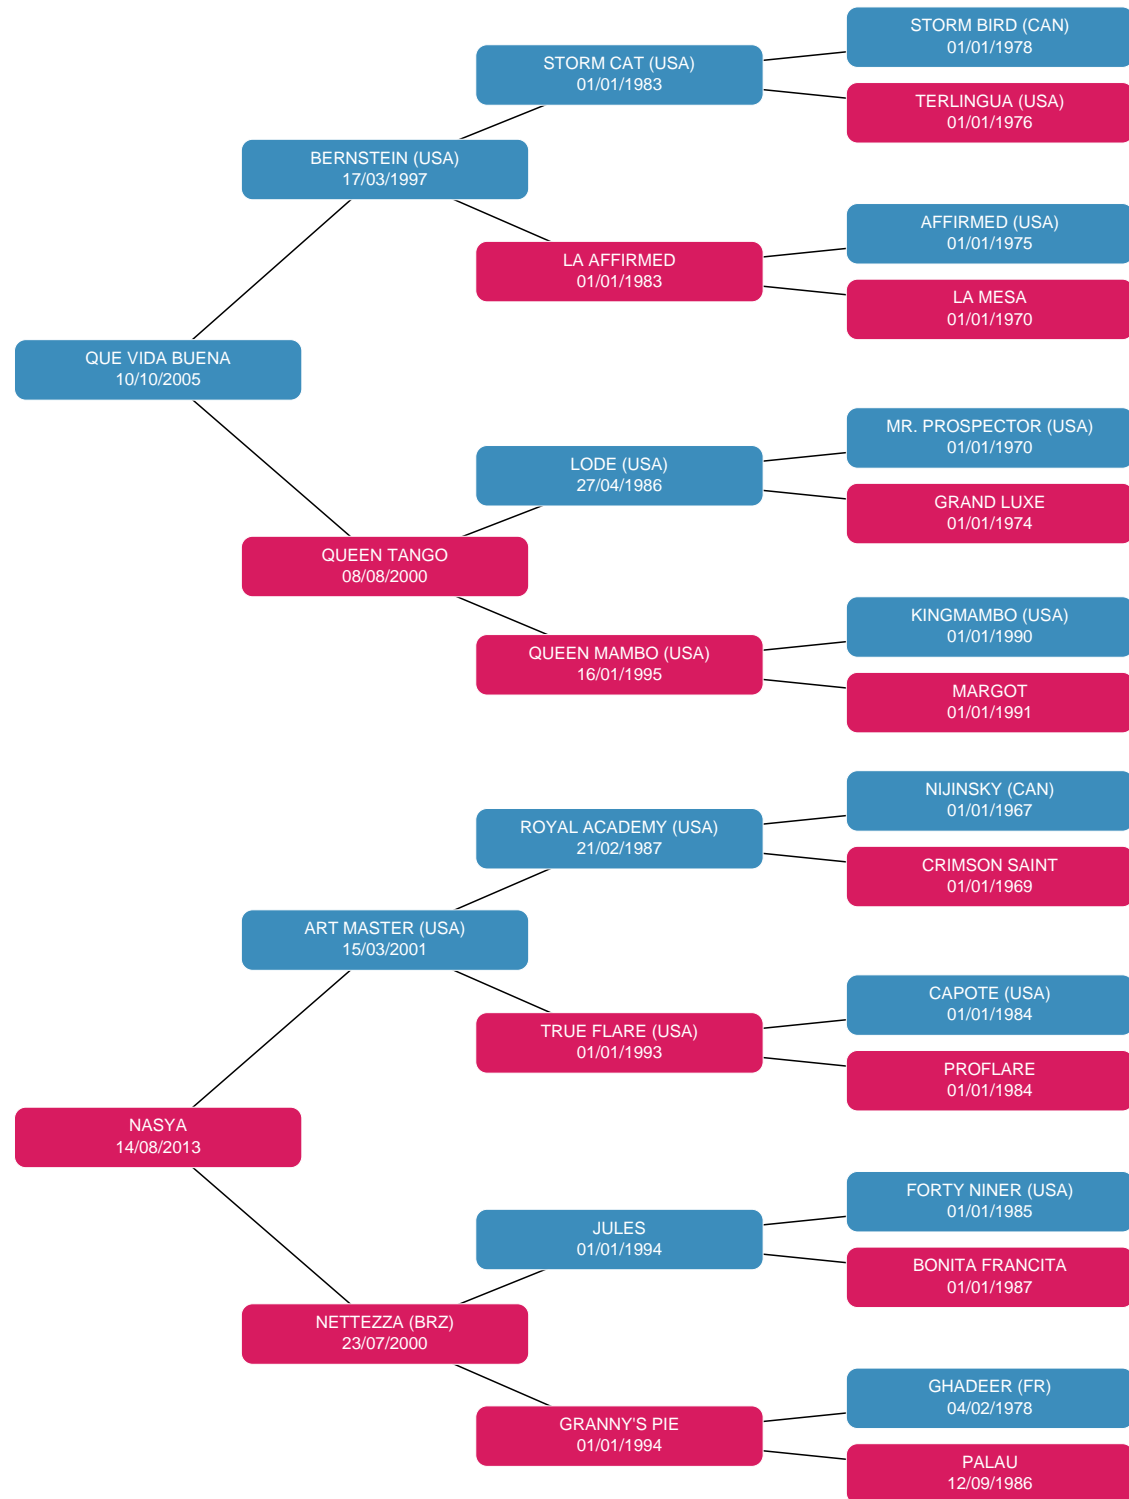 STORM BIRD (CAN)
01/01/1978
STORM CAT (USA)
01/01/1983
TERLINGUA (USA)
01/01/1976
BERNSTEIN (USA)
17/03/1997
AFFIRMED (USA)
01/01/1975
LA AFFIRMED
01/01/1983
LA MESA
01/01/1970
QUE VIDA BUENA
10/10/2005
MR. PROSPECTOR (USA)
01/01/1970
LODE (USA)
27/04/1986
GRAND LUXE
01/01/1974
QUEEN TANGO
08/08/2000
KINGMAMBO (USA)
01/01/1990
QUEEN MAMBO (USA)
16/01/1995
MARGOT
01/01/1991
NIJINSKY (CAN)
01/01/1967
ROYAL ACADEMY (USA)
21/02/1987
CRIMSON SAINT
01/01/1969
ART MASTER (USA)
15/03/2001
CAPOTE (USA)
01/01/1984
TRUE FLARE (USA)
01/01/1993
PROFLARE
01/01/1984
NASYA
14/08/2013
FORTY NINER (USA)
01/01/1985
JULES
01/01/1994
BONITA FRANCITA
01/01/1987
NETTEZZA (BRZ)
23/07/2000
GHADEER (FR)
04/02/1978
GRANNY'S PIE
01/01/1994
PALAU
12/09/1986